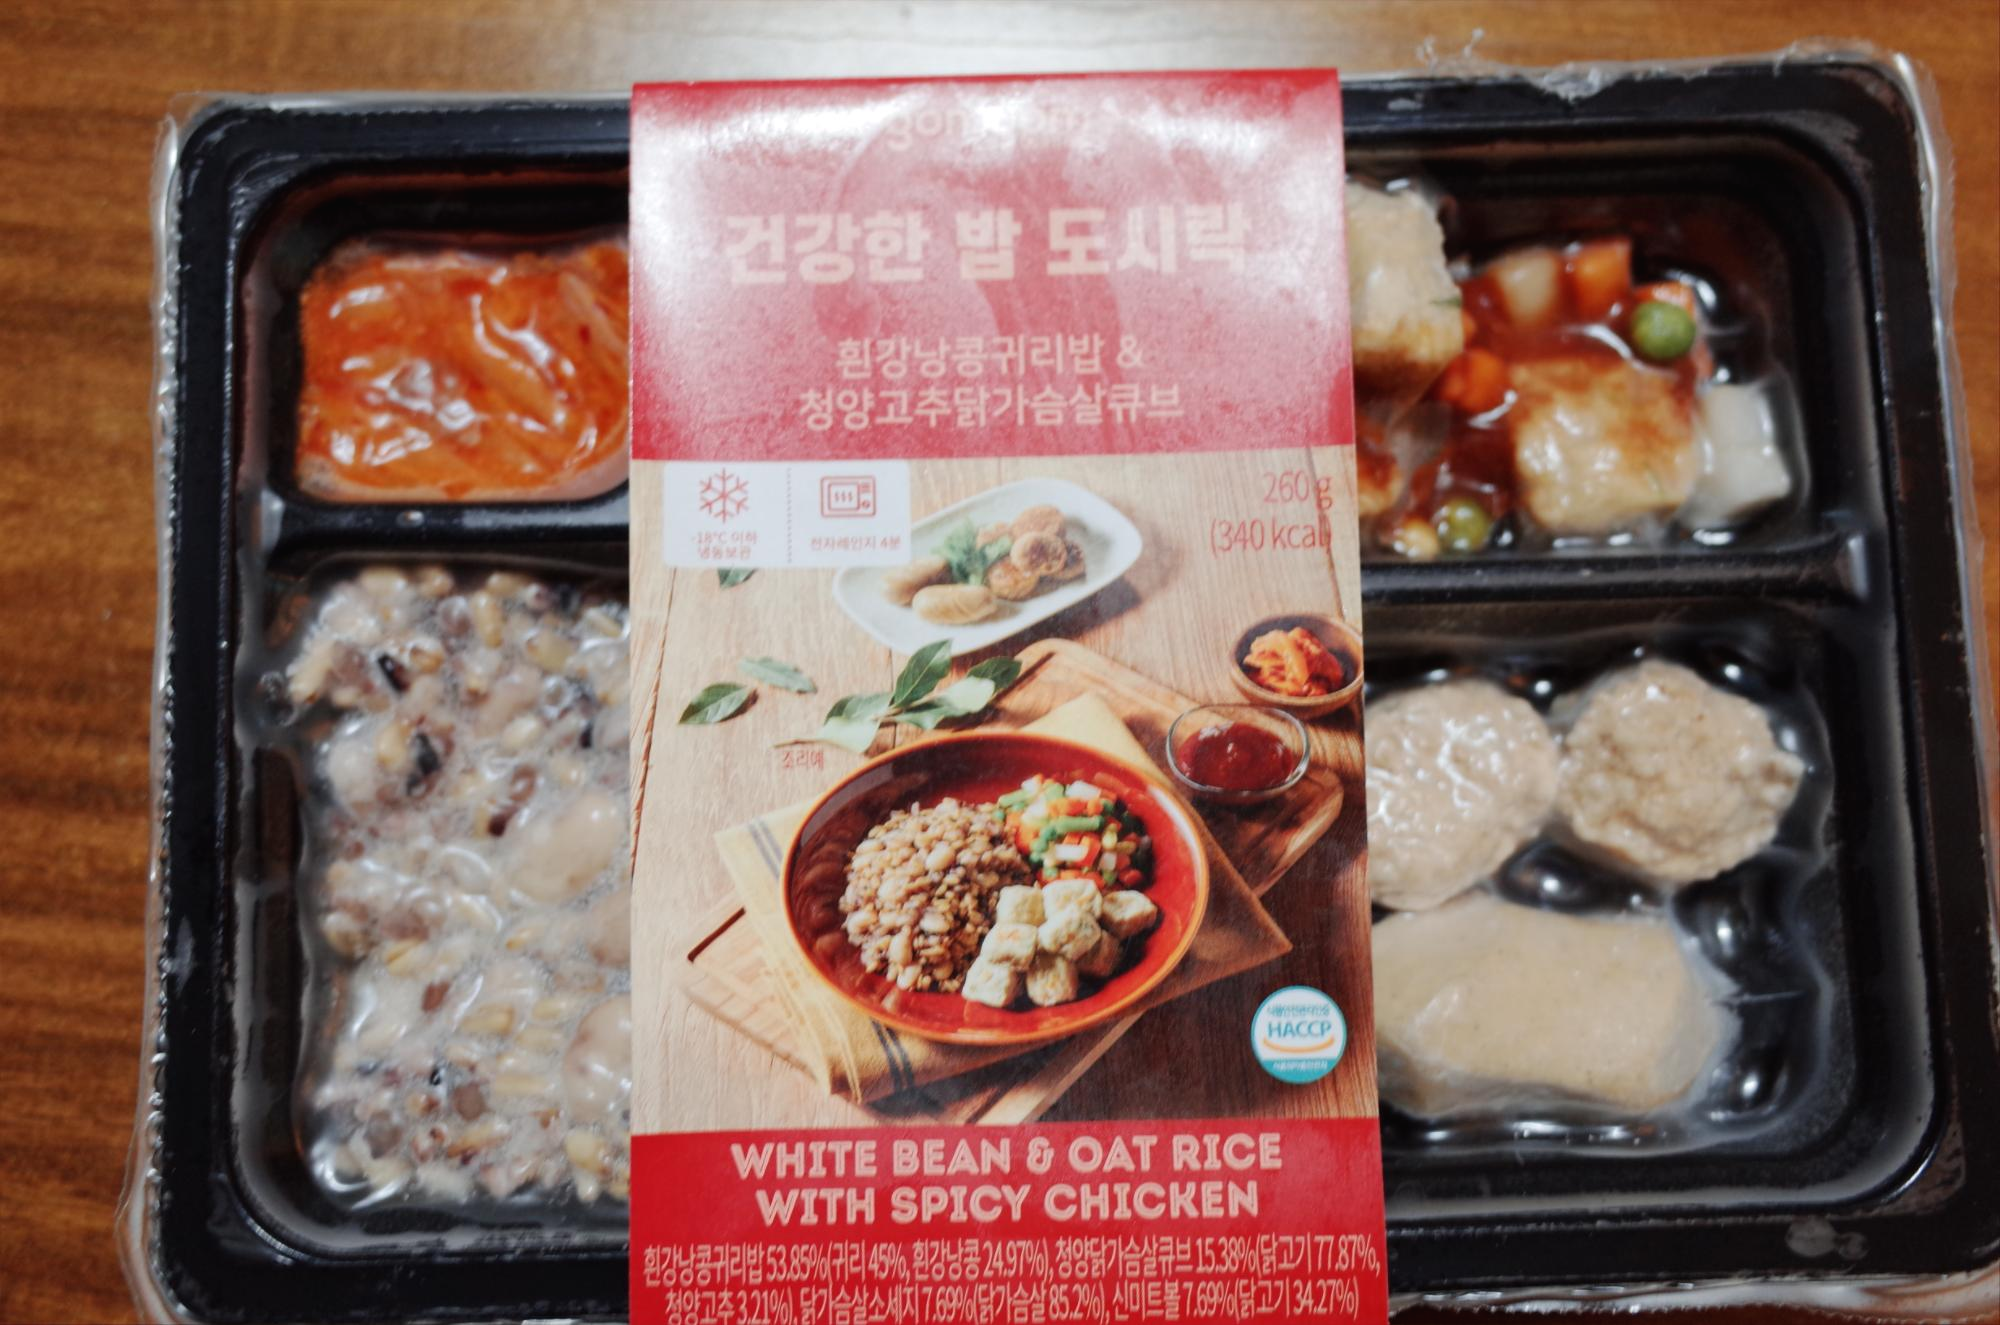 건강한 밥 도시락
흰강낭콩귀리밥 &
청양고추닭가슴살큐브
-18℃ 이하
냉동보관
전자레인지 4분
260 g
(340 kcal)
조리예
HACCP
WHITE BEAN & OAT RICE
WITH SPICY CHICKEN
흰강낭콩귀리밥 53.85%(귀리 45%, 흰강낭콩 24.97%), 청양닭가슴살큐브 15.38%(닭고기 77.87%,
청양고추 3.21%), 닭가슴살소세지 7.69%(닭가슴살 85.2%), 신미트볼 7.69%(닭고기 34.27%)